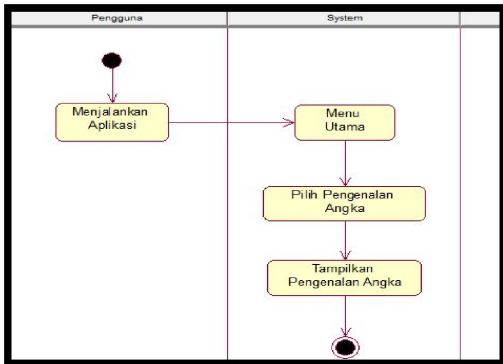 Pengguna
System
Menjalankan
Aplikasi
Menu
Utama
Pilih Pengenalan
Angka
Tampilkan
Pengenalan Angka